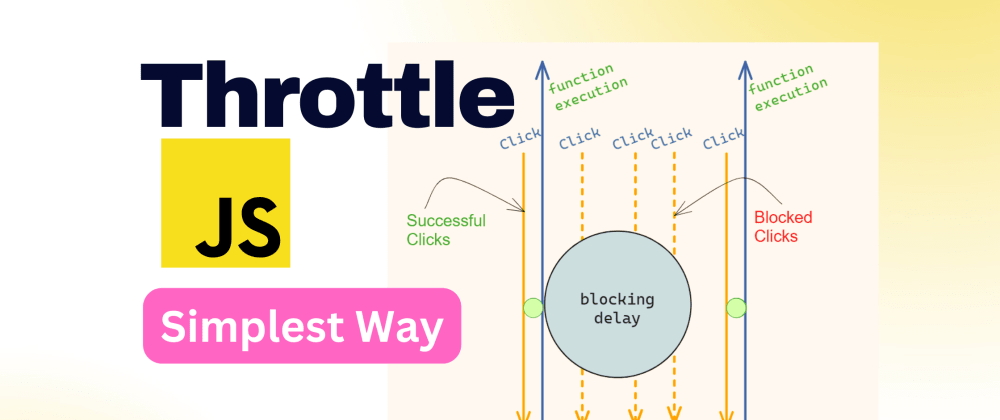 Throttle
JS
Simplest Way
function
execution
function
execution
Click
Click
Click
Click
Click
Successful
Clicks
Blocked
Clicks
blocking
delay